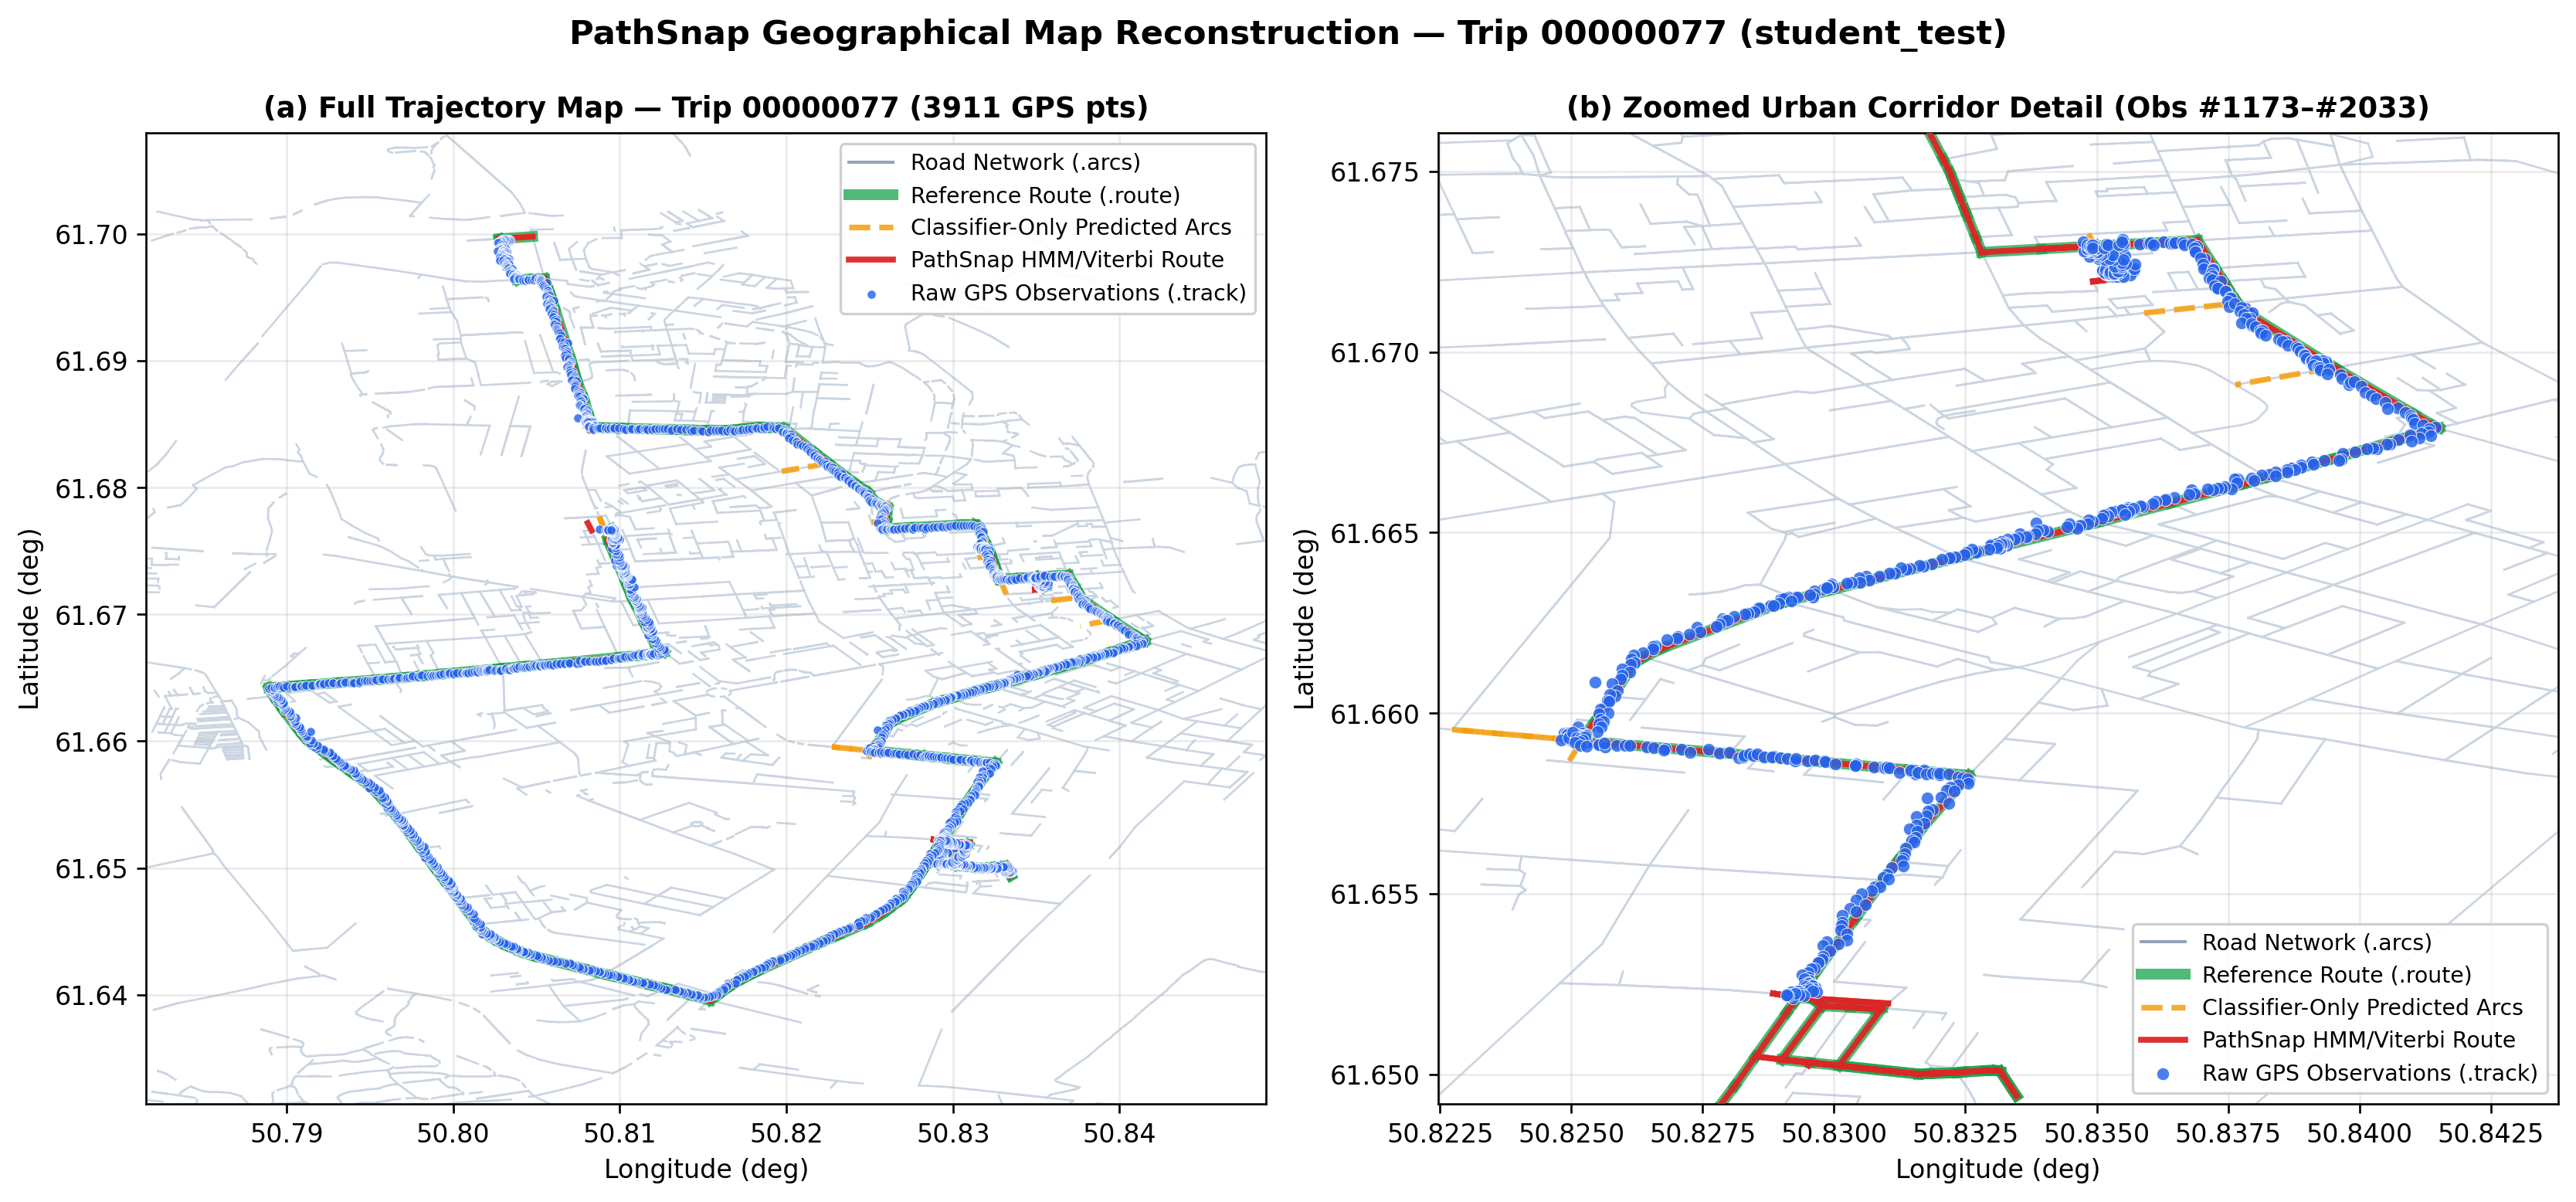 PathSnap Geographical Map Reconstruction — Trip 00000077 (student_test)
(a) Full Trajectory Map — Trip 00000077 (3911 GPS pts)
Road Network (.arcs)
Reference Route (.route)
Classifier-Only Predicted Arcs
PathSnap HMM/Viterbi Route
Raw GPS Observations (.track)
Latitude (deg)
61.70
61.69
61.68
61.67
61.66
61.65
61.64
50.79
50.80
50.81
50.82
50.83
50.84
Longitude (deg)
(b) Zoomed Urban Corridor Detail (Obs #1173–#2033)
Latitude (deg)
61.675
61.670
61.665
61.660
61.655
61.650
Road Network (.arcs)
Reference Route (.route)
Classifier-Only Predicted Arcs
PathSnap HMM/Viterbi Route
Raw GPS Observations (.track)
50.8225
50.8250
50.8275
50.8300
50.8325
50.8350
50.8375
50.8400
50.8425
Longitude (deg)